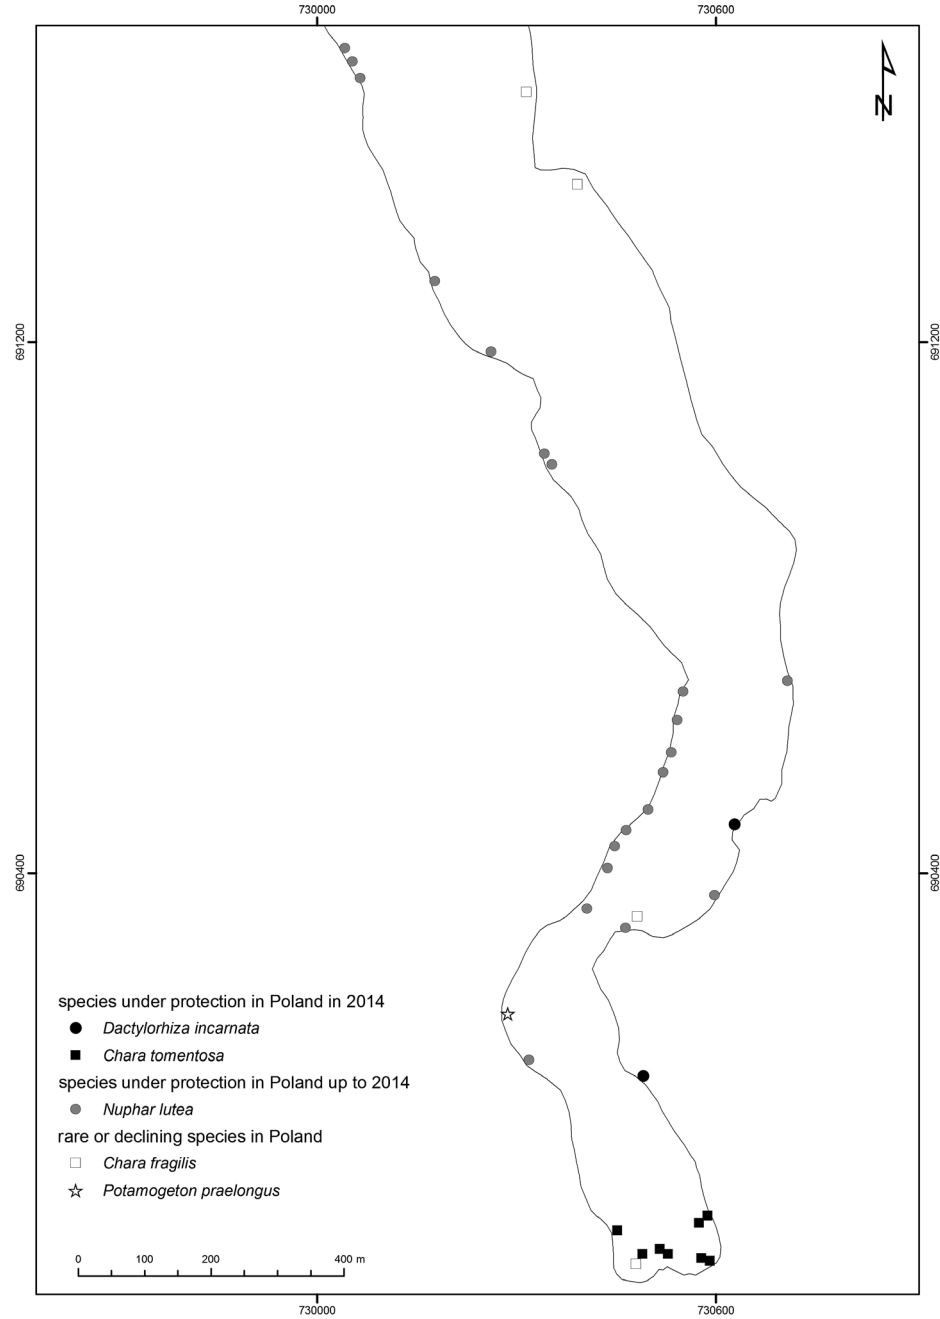 730000
730600
N
691200
691200
690400
690400
species under protection in Poland in 2014
Dactylorhiza incarnata
Chara tomentosa
species under protection in Poland up to 2014
Nuphar lutea
rare or declining species in Poland
Chara fragilis
Potamogeton praelongus
0 100 200 400 m
730000
730600